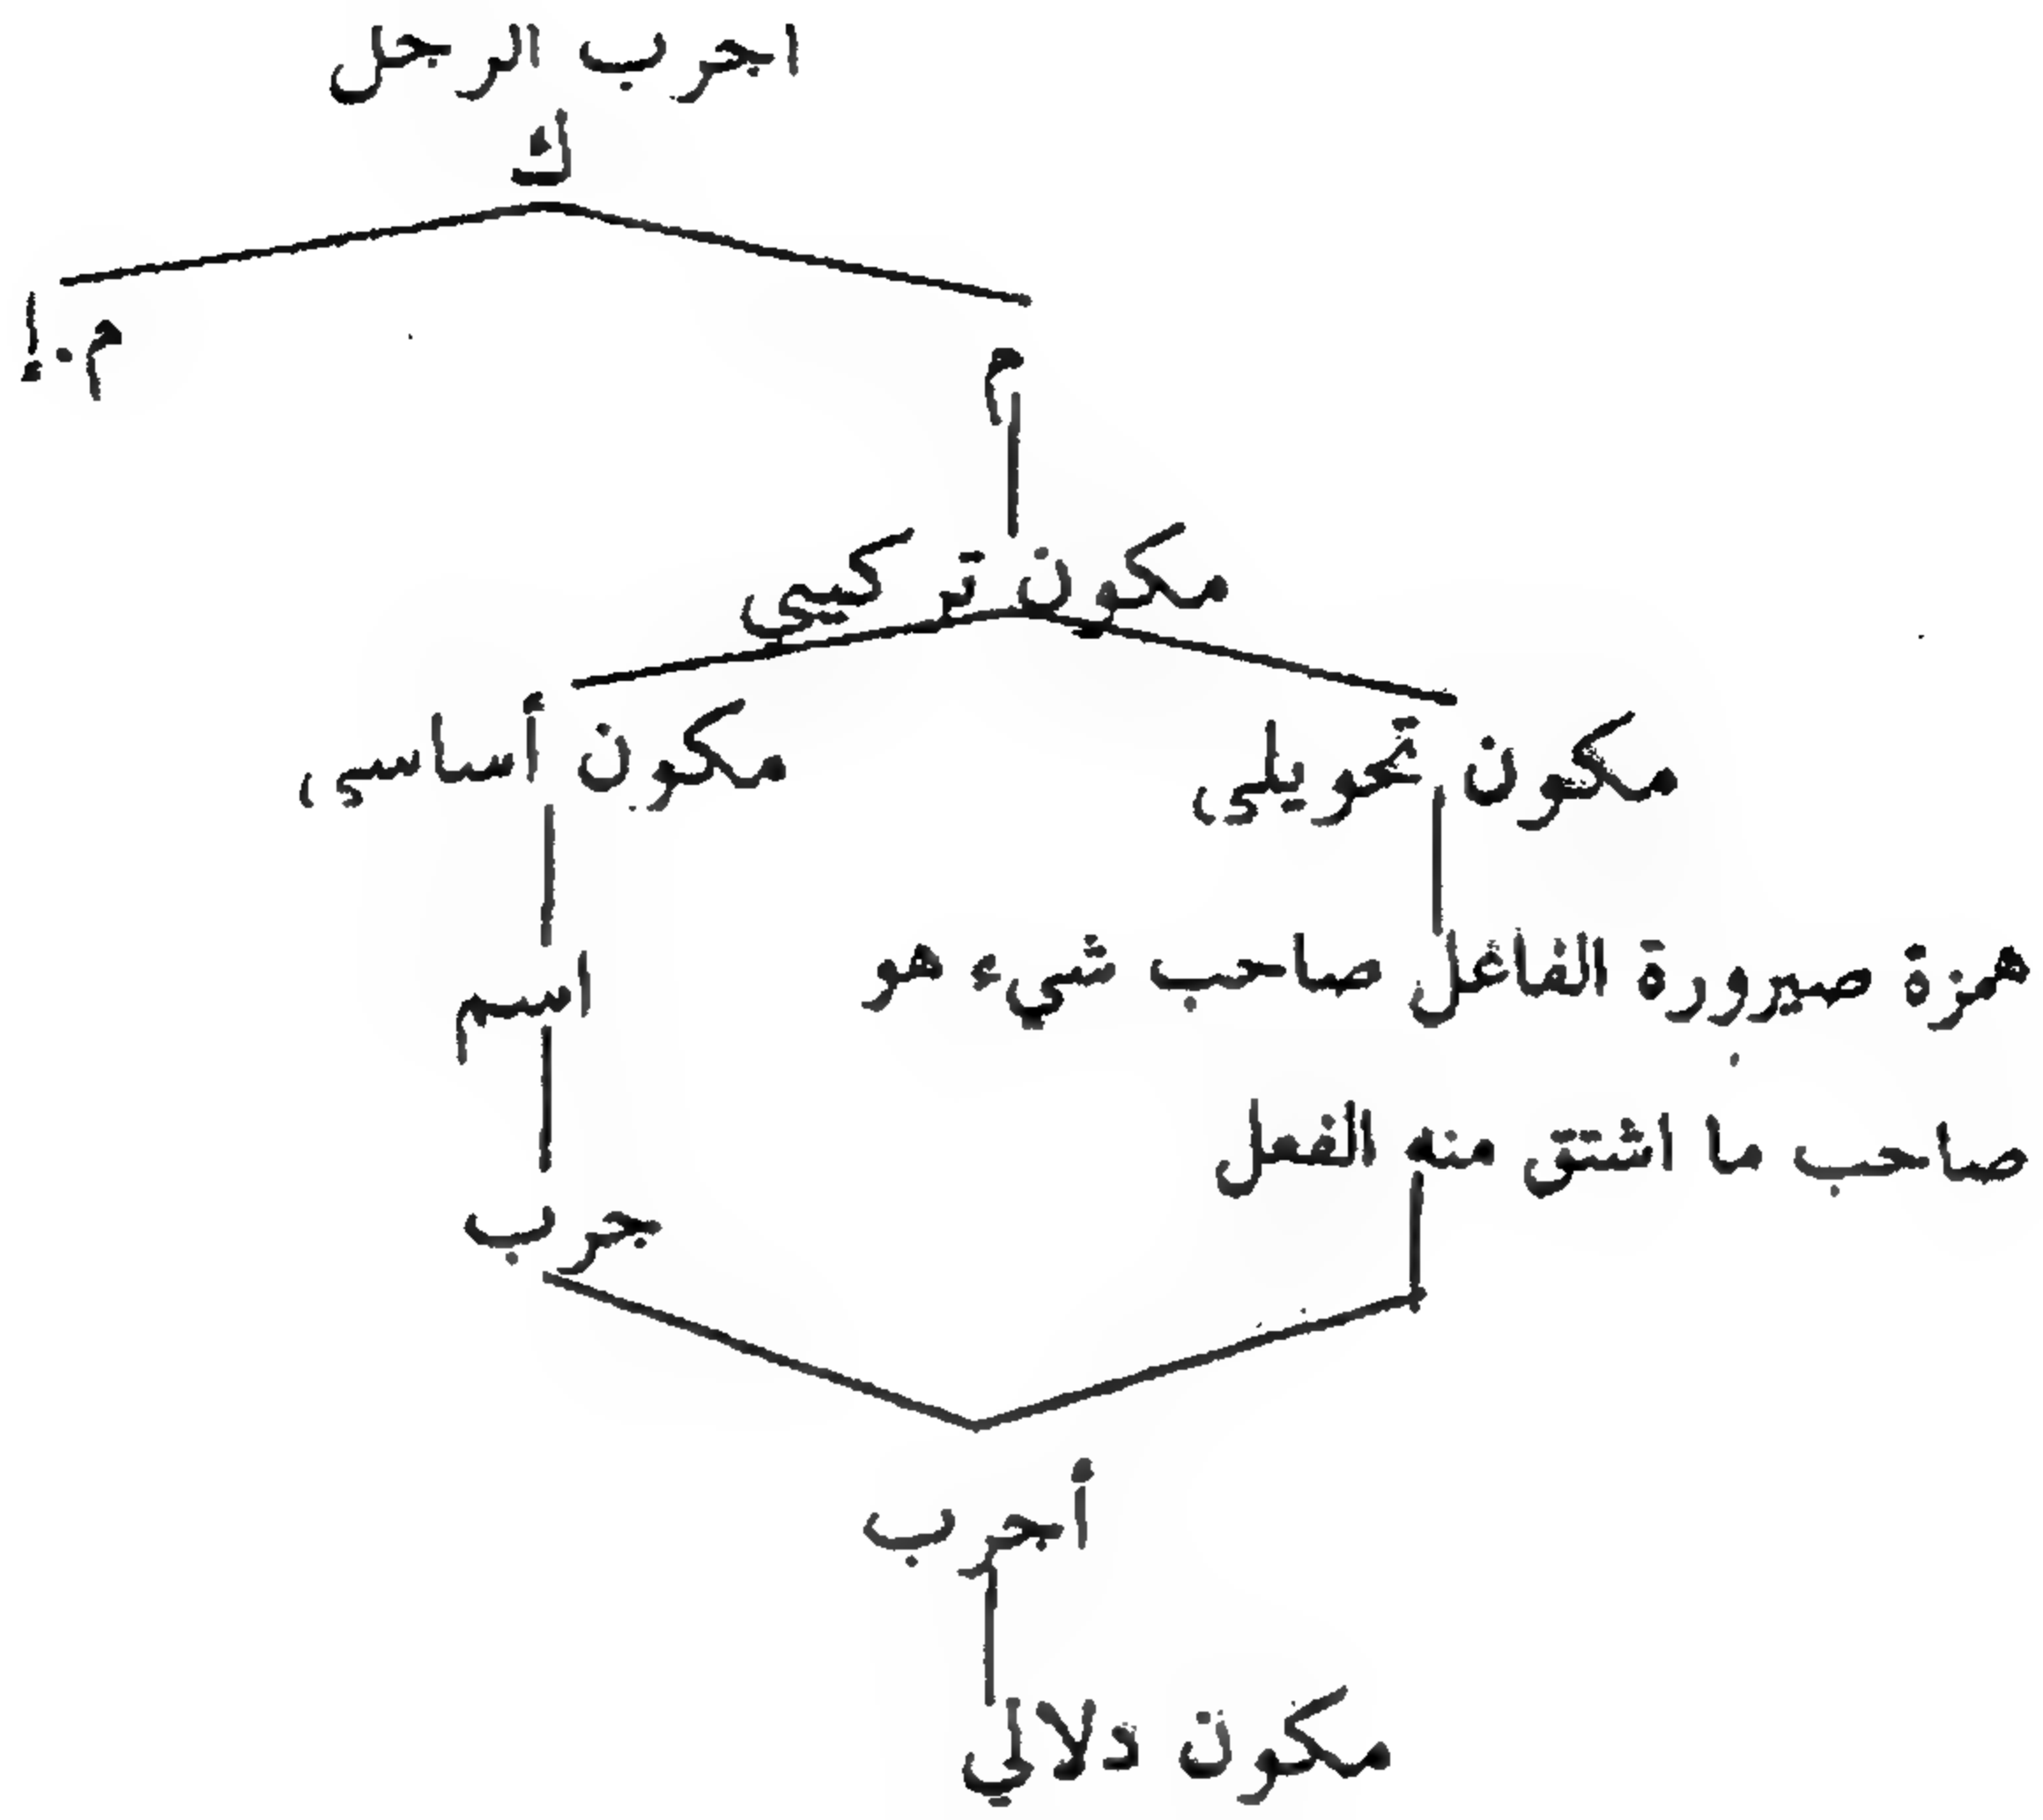 اجرب الرجل
ك
م
م.إ
مكون تركيبي
مكون تحويلي
مكون أساسي
همزة صيرورة الفاعل صاحب شيء هو
اسم
صاحب ما اشتق منه الفعل
جرب
أجرب
مكون دلالي